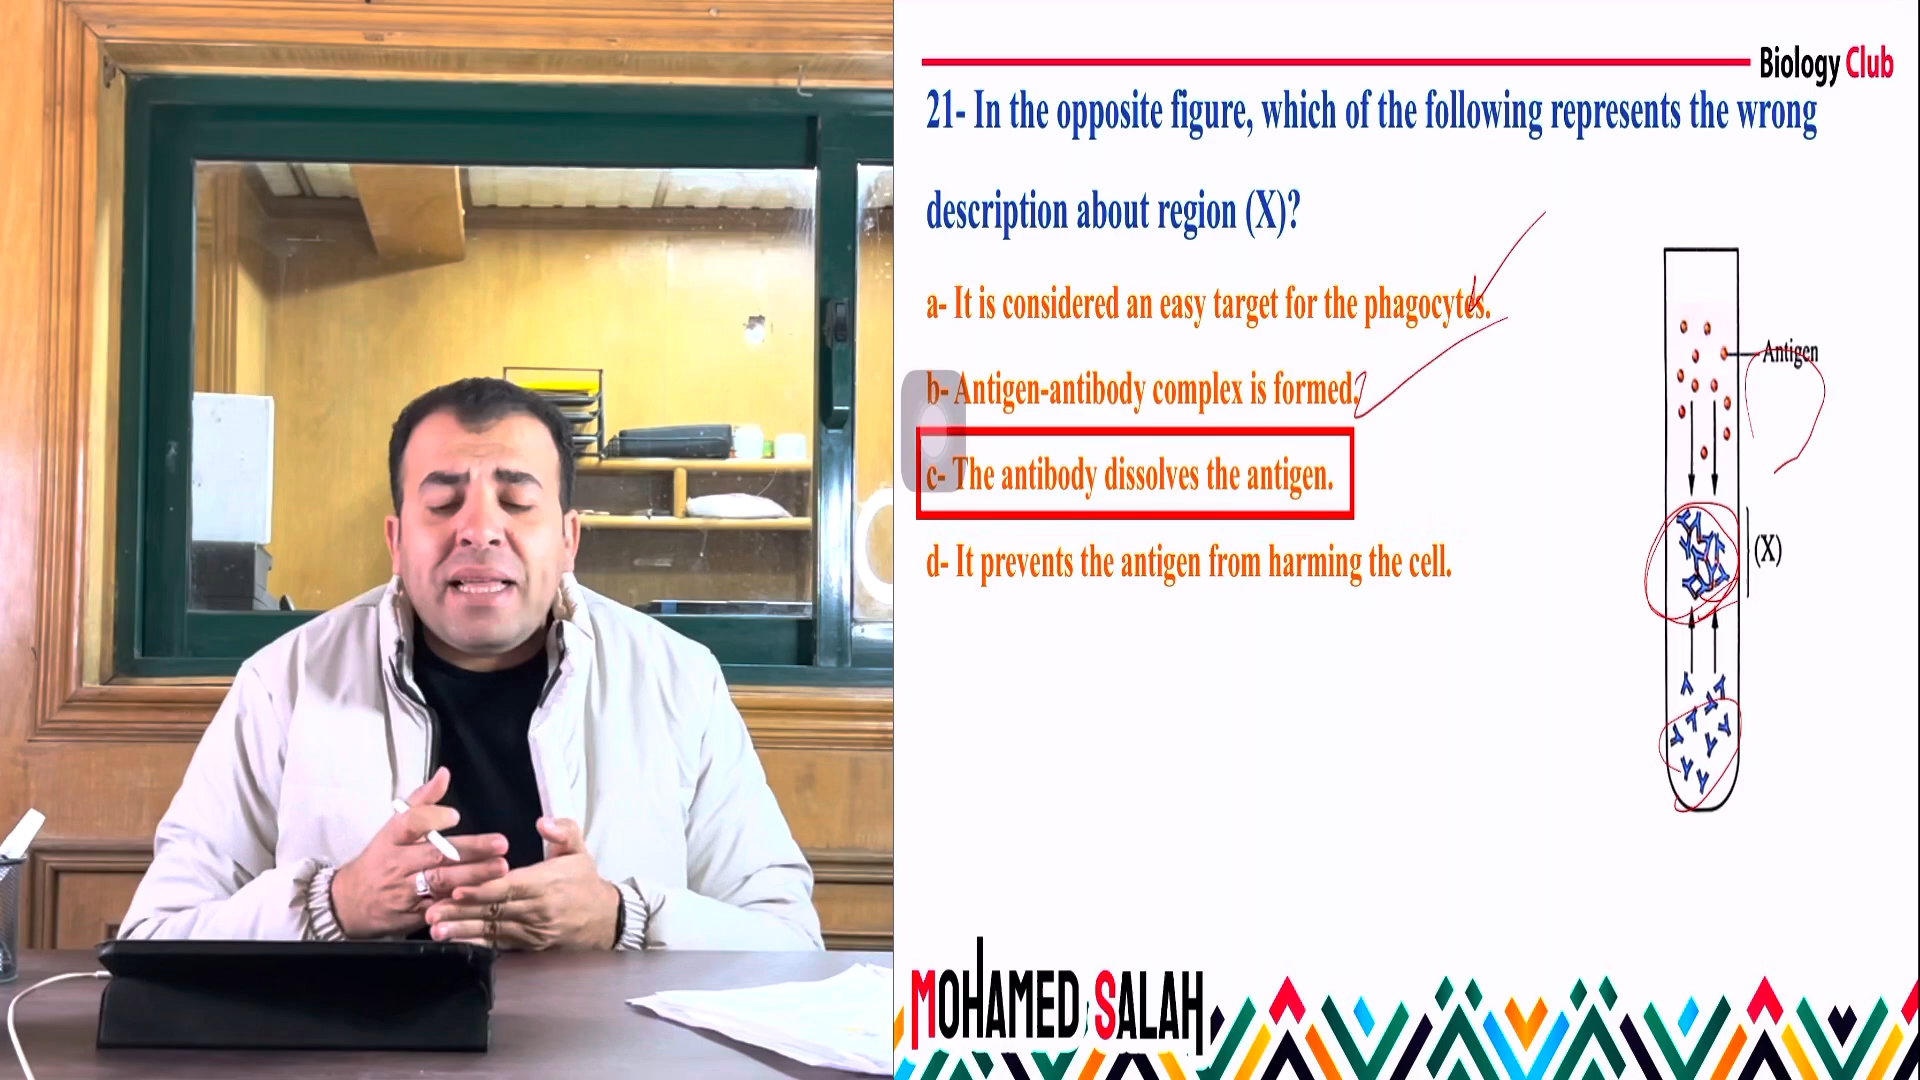 Biology Club
21- In the opposite figure, which of the following represents the wrong
description about region (X)?
a- It is considered an easy target for the phagocytes.
b- Antigen-antibody complex is formed.
c- The antibody dissolves the antigen.
d- It prevents the antigen from harming the cell.
Antigen
(X)
MOHAMED SALAH